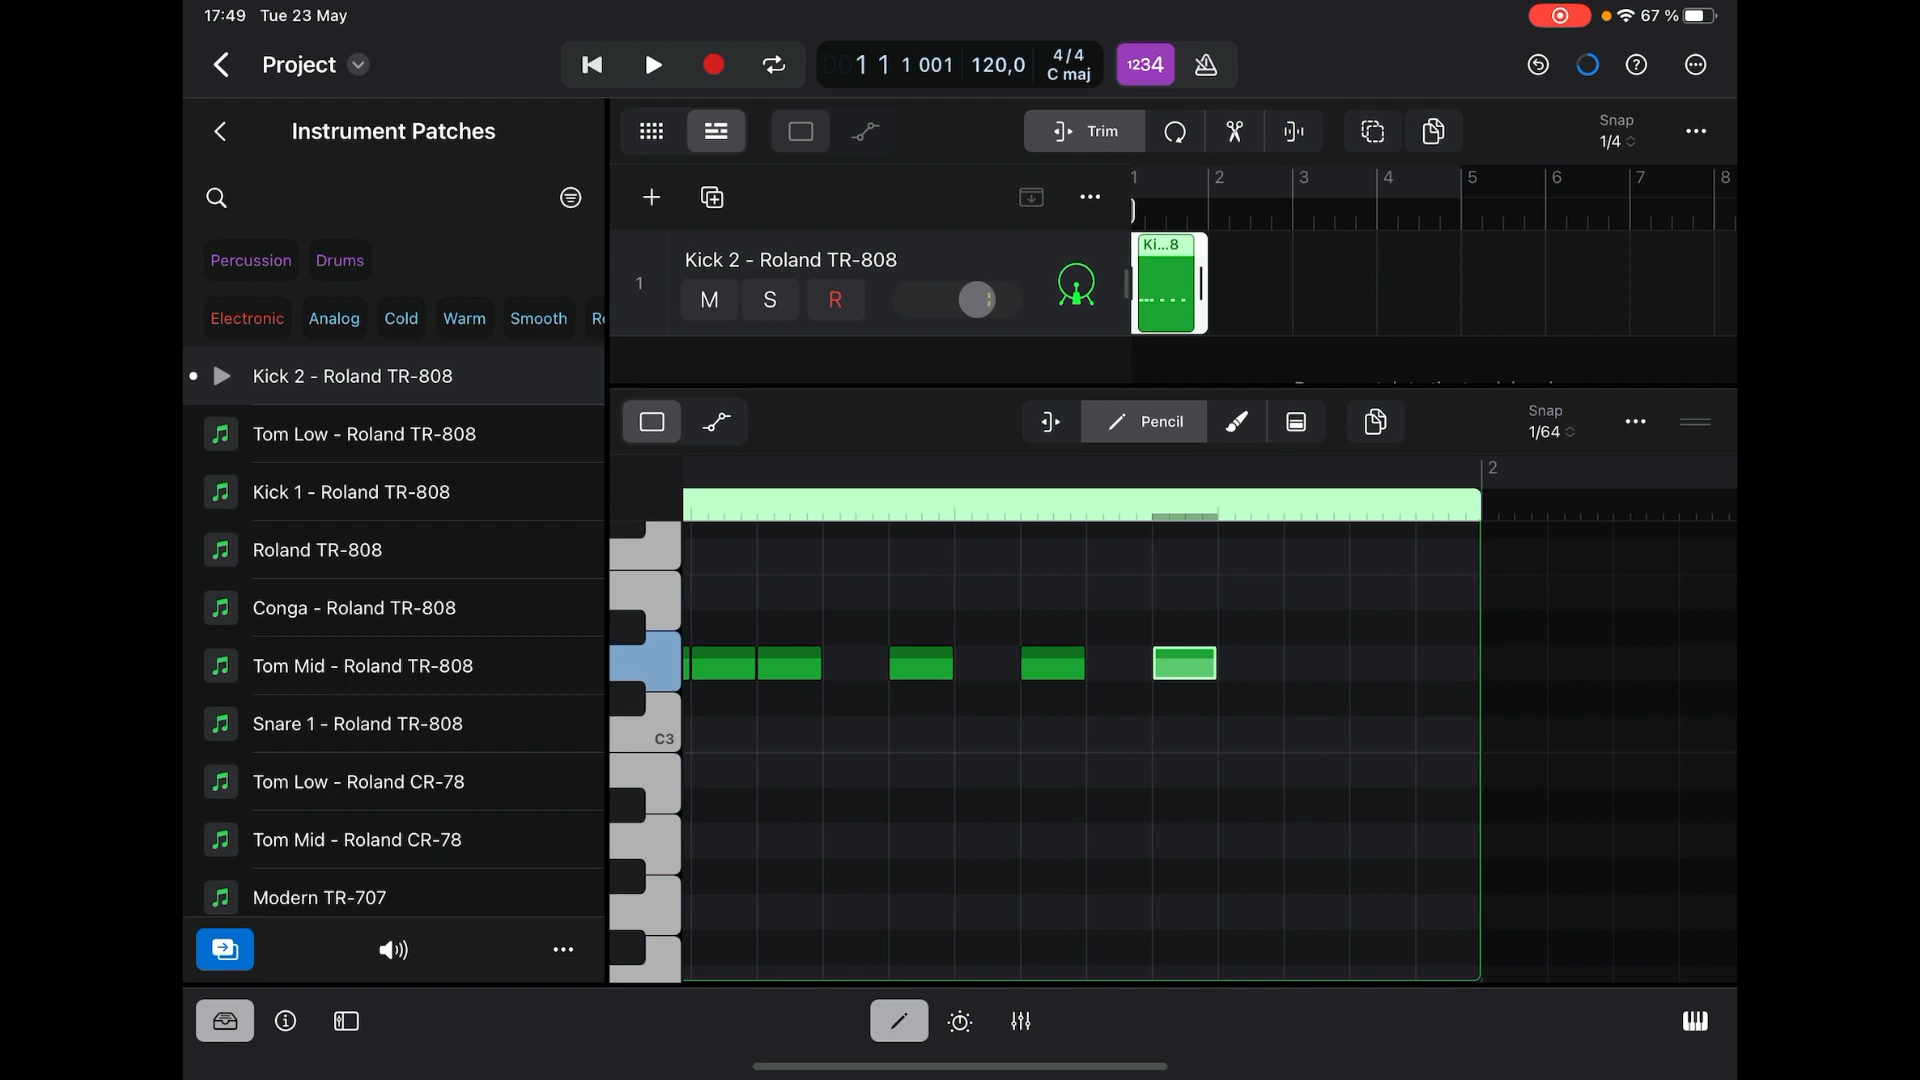 17:49 Tue 23 May
67 %
Project
1 1 1 001 120,0 4/4
C maj
1234
Instrument Patches
Trim
Snap
1/4
1 2 3 4 5 6 7 8
Percussion Drums
Kick 2 - Roland TR-808
Ki...8
1
M S R
Electronic Analog Cold Warm Smooth
Kick 2 - Roland TR-808
Tom Low - Roland TR-808
Pencil
Snap
1/64
2
Kick 1 - Roland TR-808
Roland TR-808
Conga - Roland TR-808
Tom Mid - Roland TR-808
Snare 1 - Roland TR-808
C3
Tom Low - Roland CR-78
Tom Mid - Roland CR-78
Modern TR-707